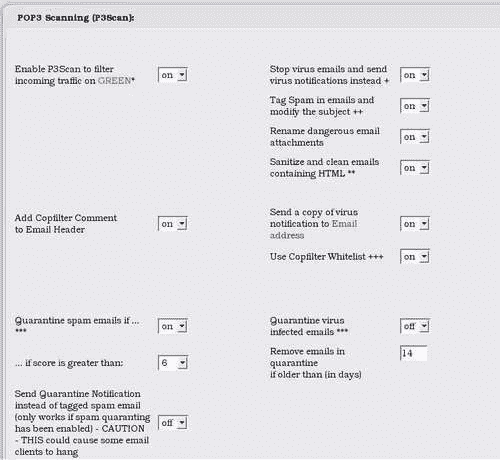 POP3 Scanning (P3Scan):
Enable P3Scan to filter
incoming traffic on GREEN*
on
Stop virus emails and send
virus notifications instead +
on
Tag Spam in emails and
modify the subject ++
on
Rename dangerous email
attachments
on
Sanitize and clean emails
containing HTML **
on
Add Copfilter Comment
to Email Header
on
Send a copy of virus
notification to Email
address
on
Use Copfilter Whitelist +++
on
Quarantine spam emails if ...
***
on
Quarantine virus
infected emails ***
off
... if score is greater than:
6
Remove emails in
quarantine
if older than (in days)
14
Send Quarantine Notification
instead of tagged spam email
(only works if spam quaranting
has been enabled) - CAUTION
- THIS could cause some email
clients to hang
off